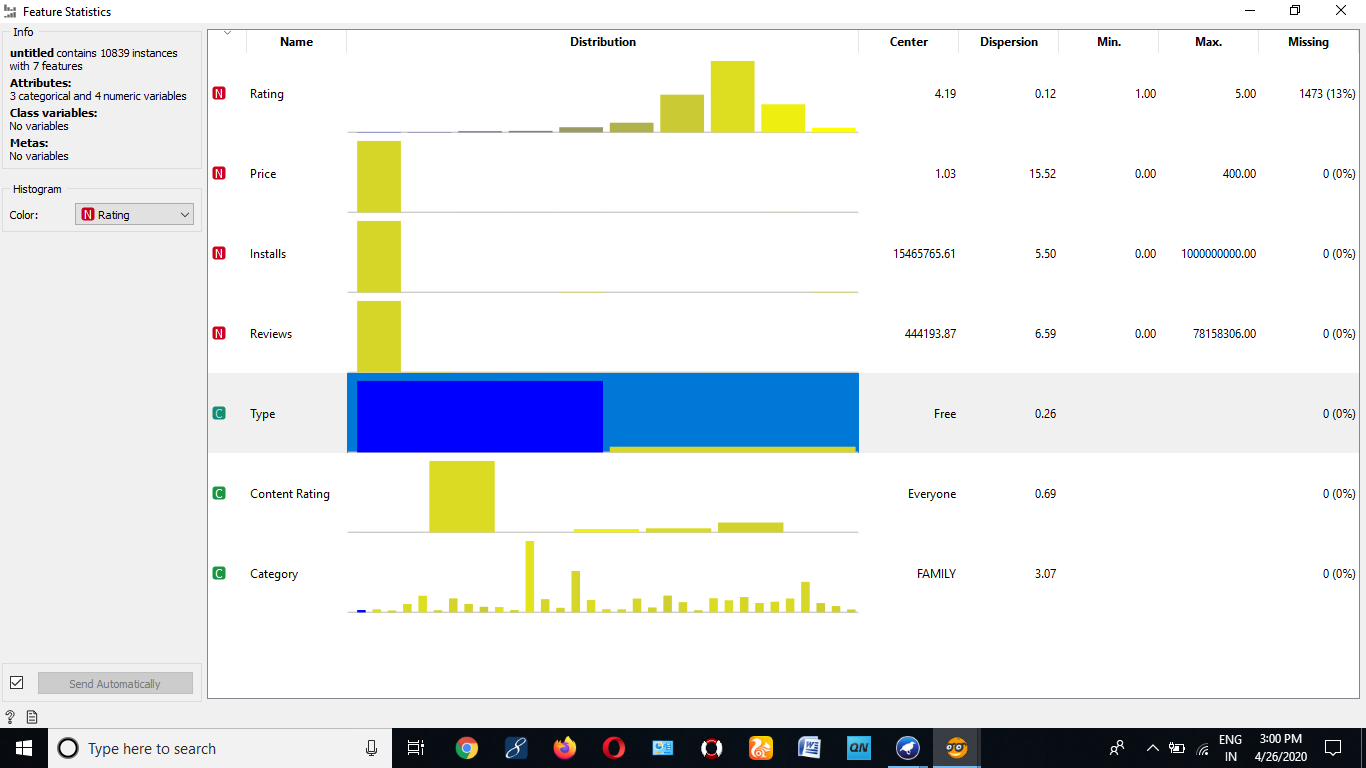 Feature Statistics
Info
untitled contains 10839 instances
with 7 features
Attributes:
3 categorical and 4 numeric variables
Class variables:
No variables
Metas:
No variables
Histogram
Color: N Rating
Name Distribution Center Dispersion Min. Max. Missing
N Rating 4.19 0.12 1.00 5.00 1473 (13%)
N Price 1.03 15.52 0.00 400.00 0 (0%)
N Installs 15465765.61 5.50 0.00 1000000000.00 0 (0%)
N Reviews 444193.87 6.59 0.00 78158306.00 0 (0%)
C Type Free 0.26 0 (0%)
C Content Rating Everyone 0.69 0 (0%)
C Category FAMILY 3.07 0 (0%)
Send Automatically
?
Type here to search
QN
ENG
IN
3:00 PM
4/26/2020